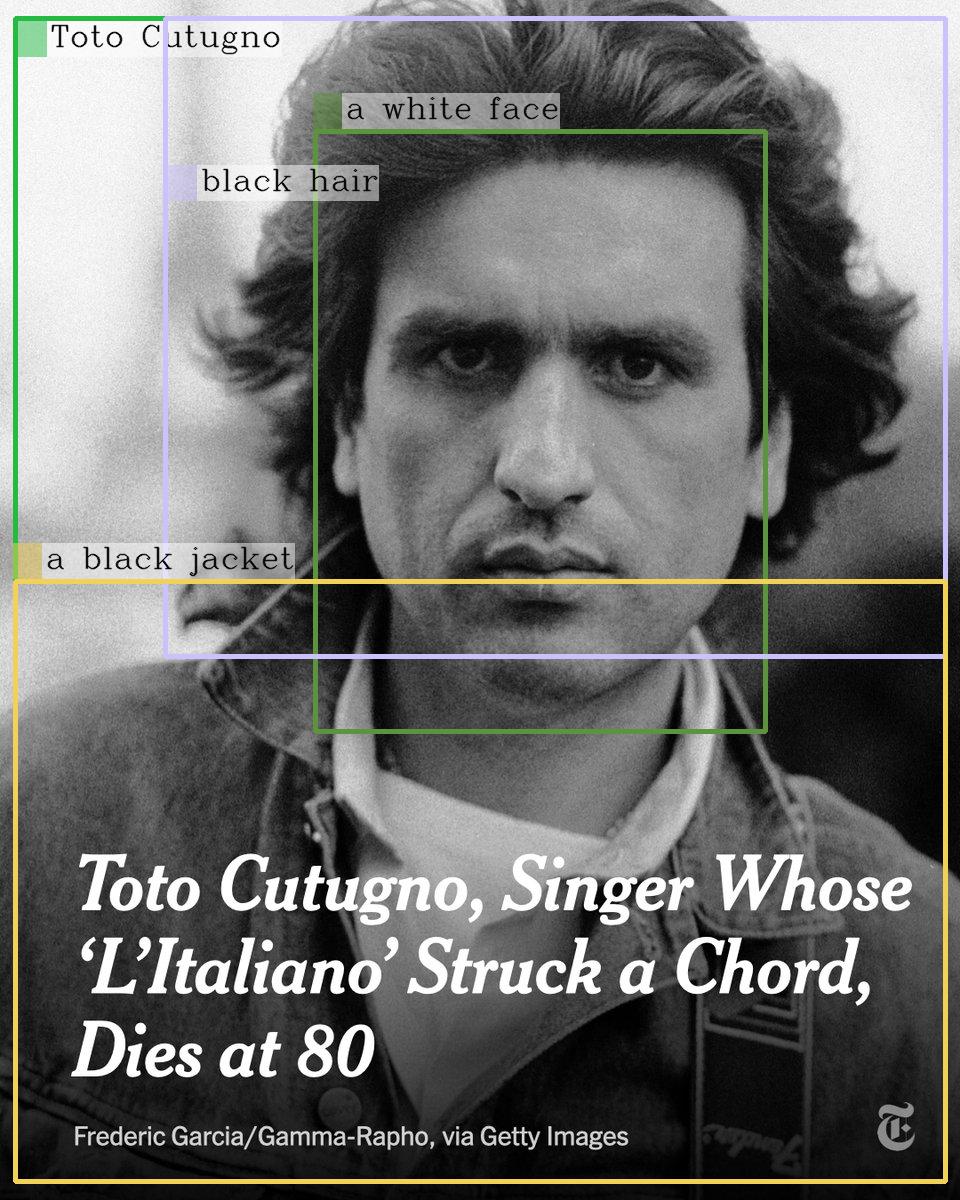 Toto Cutugno
a white face
black hair
a black jacket
Toto Cutugno, Singer Whose
‘L’Italiano’ Struck a Chord,
Dies at 80
Frederic Garcia/Gamma-Rapho, via Getty Images
T